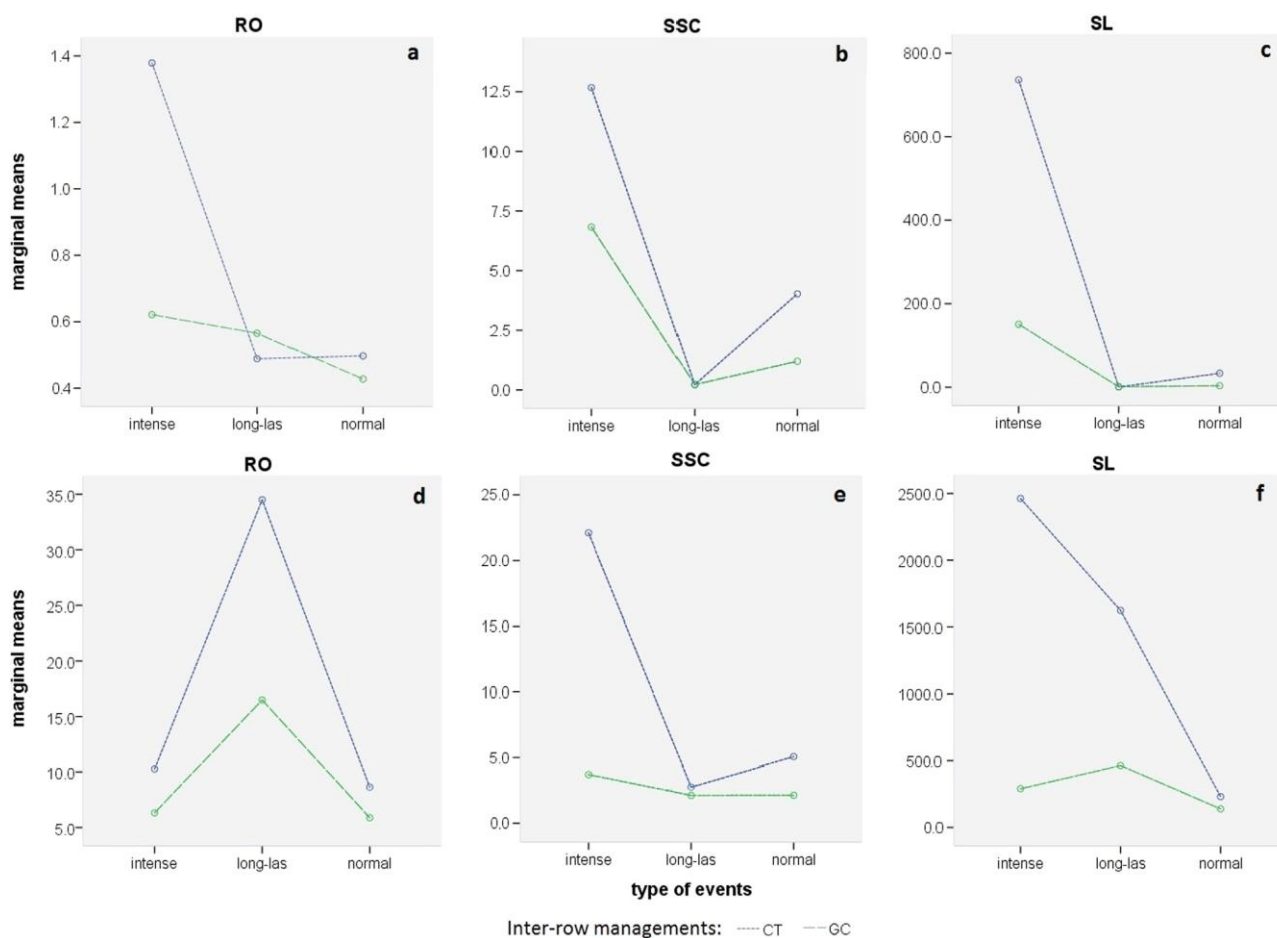 RO
SSC
SL
a
b
c
1.4
1.2
1.0
0.8
0.6
0.4
12.5
10.0
7.5
5.0
2.5
0.0
800.0
600.0
400.0
200.0
0.0
marginal means
intense long-las normal
intense long-las normal
intense long-las normal
RO
SSC
SL
d
e
f
35.0
30.0
25.0
20.0
15.0
10.0
5.0
25.0
20.0
15.0
10.0
5.0
0.0
2500.0
2000.0
1500.0
1000.0
500.0
0.0
marginal means
intense long-las normal
intense long-las normal
intense long-las normal
type of events
Inter-row managements: CT GC